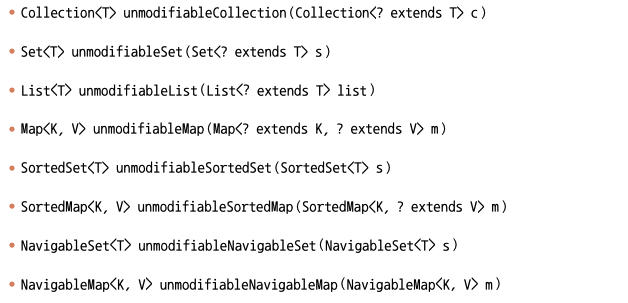 • Collection<T> unmodifiableCollection(Collection<? extends T> c)
• Set<T> unmodifiableSet(Set<? extends T> s)
• List<T> unmodifiableList(List<? extends T> list)
• Map<K, V> unmodifiableMap(Map<? extends K, ? extends V> m)
• SortedSet<T> unmodifiableSortedSet(SortedSet<T> s)
• SortedMap<K, V> unmodifiableSortedMap(SortedMap<K, ? extends V> m)
• NavigableSet<T> unmodifiableNavigableSet(NavigableSet<T> s)
• NavigableMap<K, V> unmodifiableNavigableMap(NavigableMap<K, V> m)